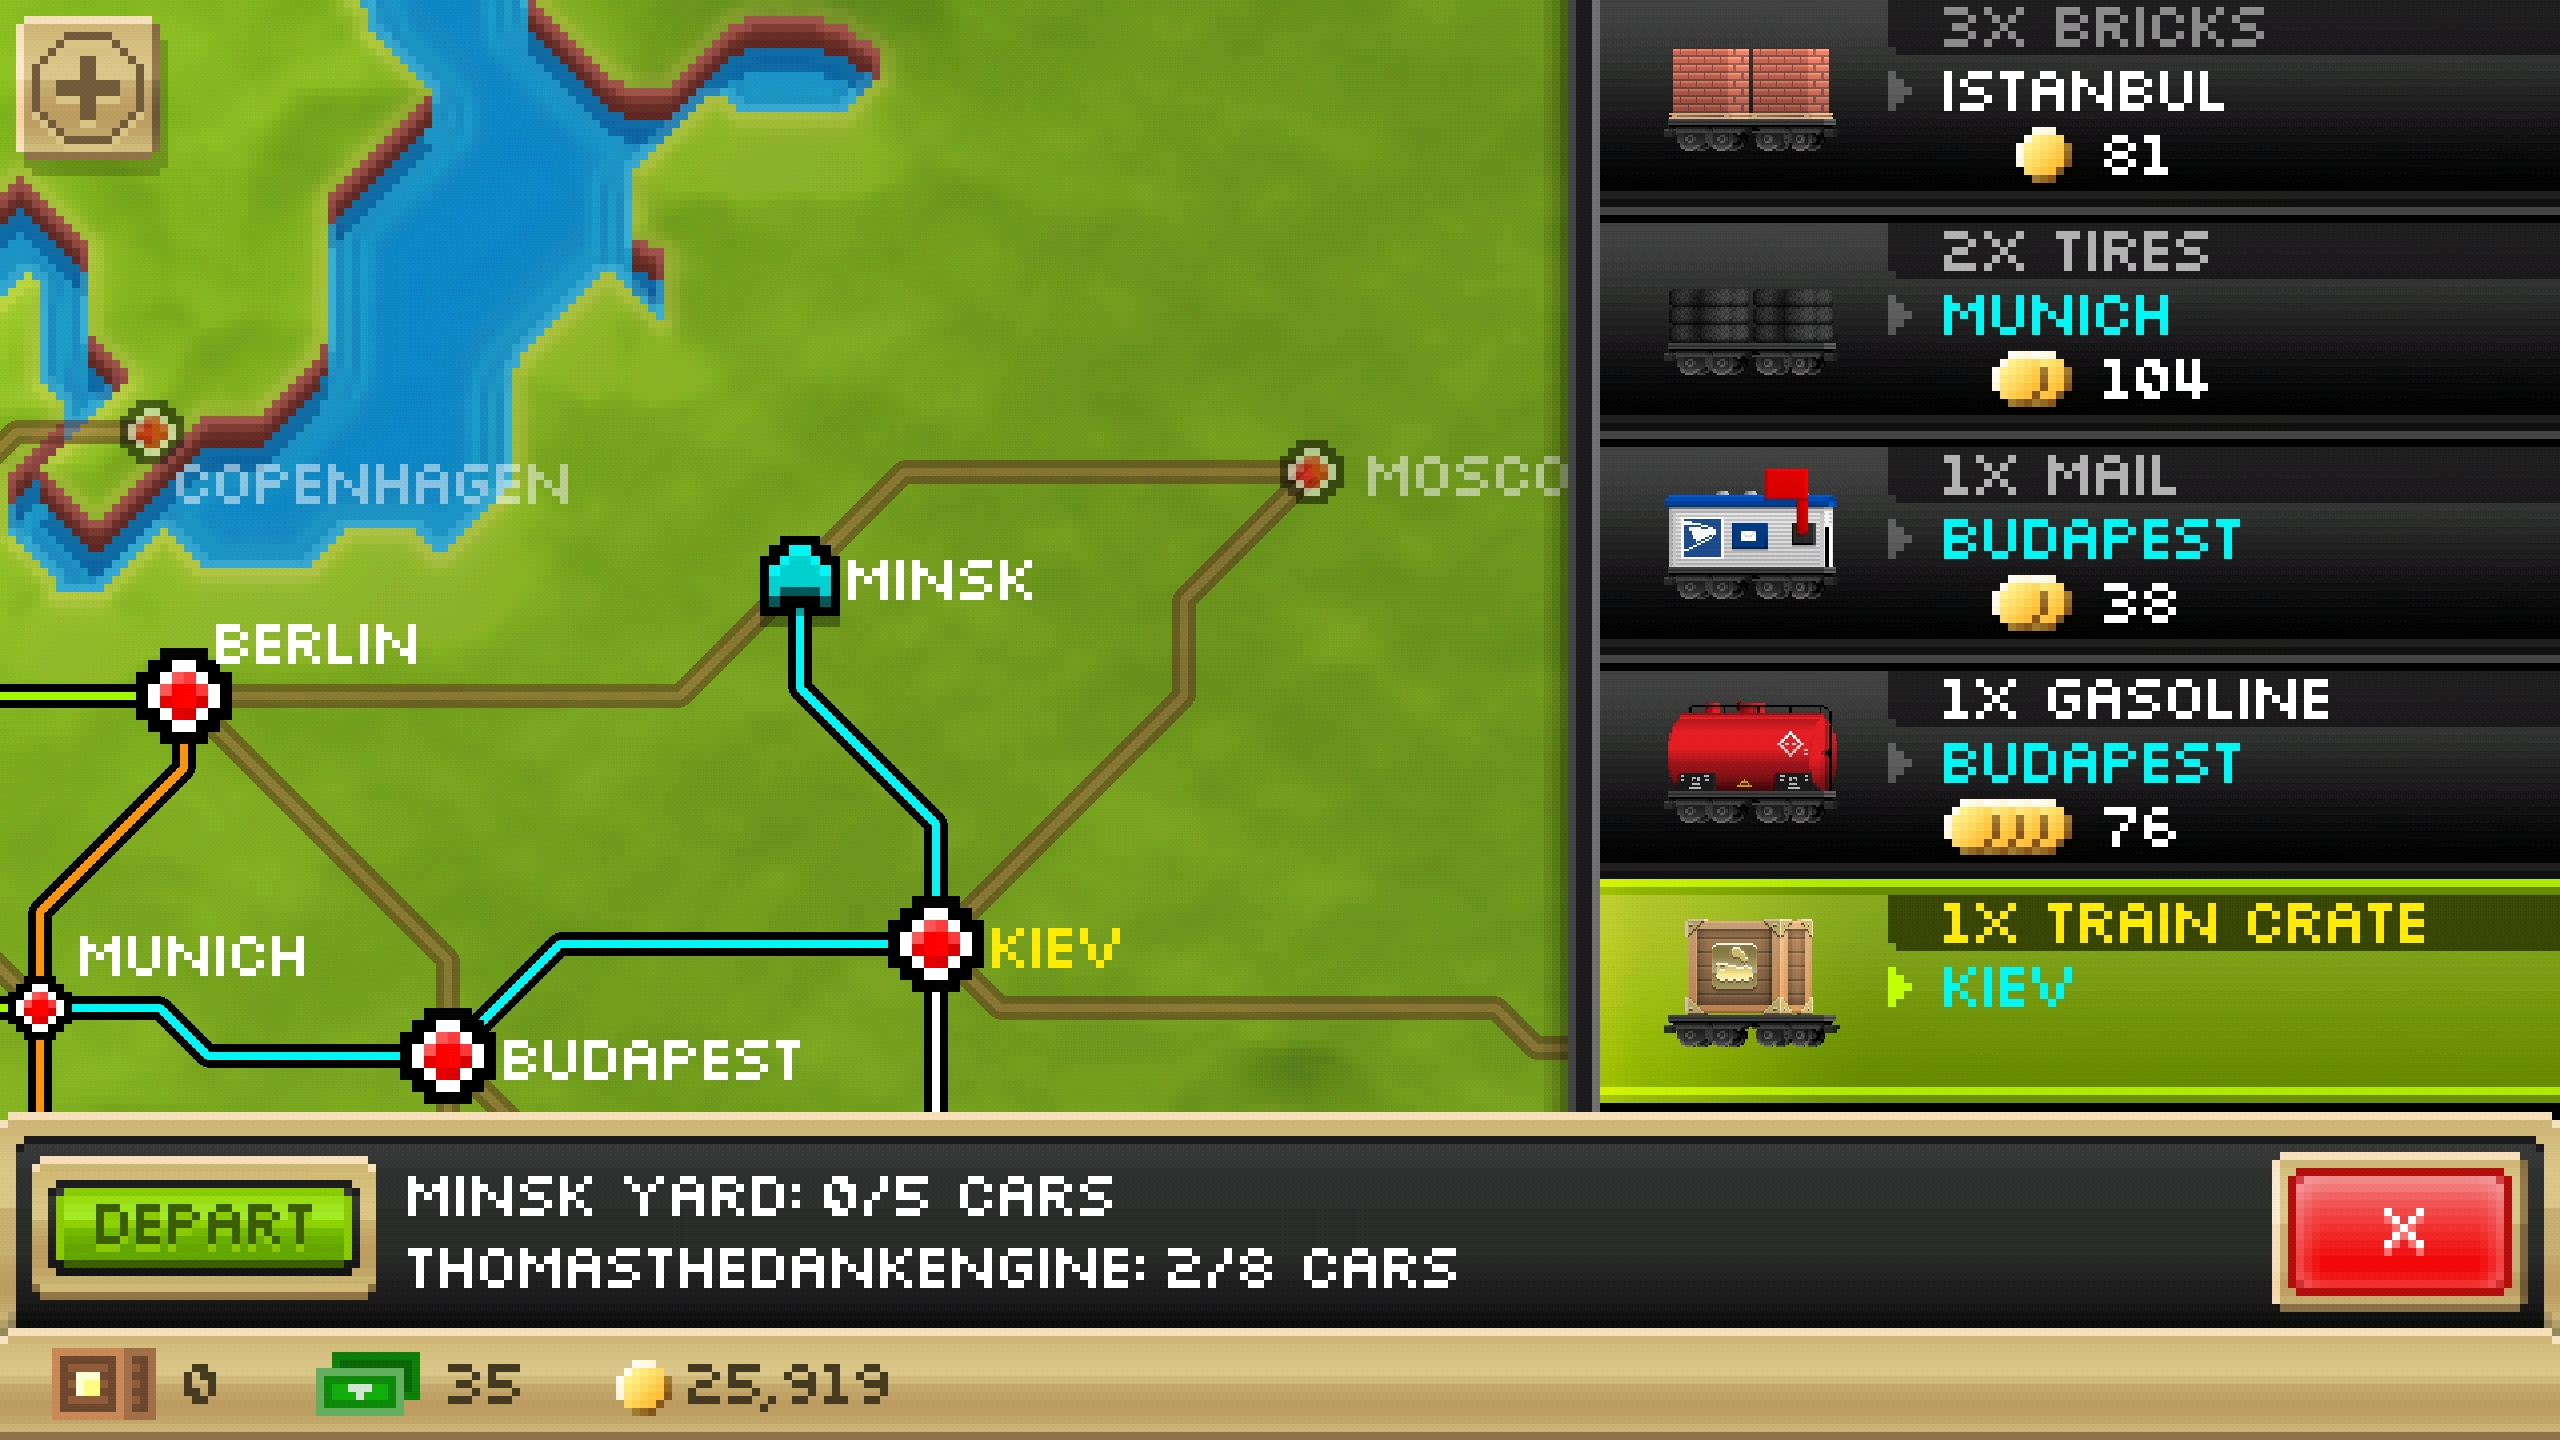 COPENHAGEN
MOSCO
MINSK
BERLIN
MUNICH
KIEV
BUDAPEST
3X BRICKS
ISTANBUL
81
2X TIRES
MUNICH
104
1X MAIL
BUDAPEST
38
1X GASOLINE
BUDAPEST
76
1X TRAIN CRATE
KIEV
DEPART
MINSK YARD: 0/5 CARS
THOMASTHEDANKENGINE: 2/8 CARS
X
0
35
25,919